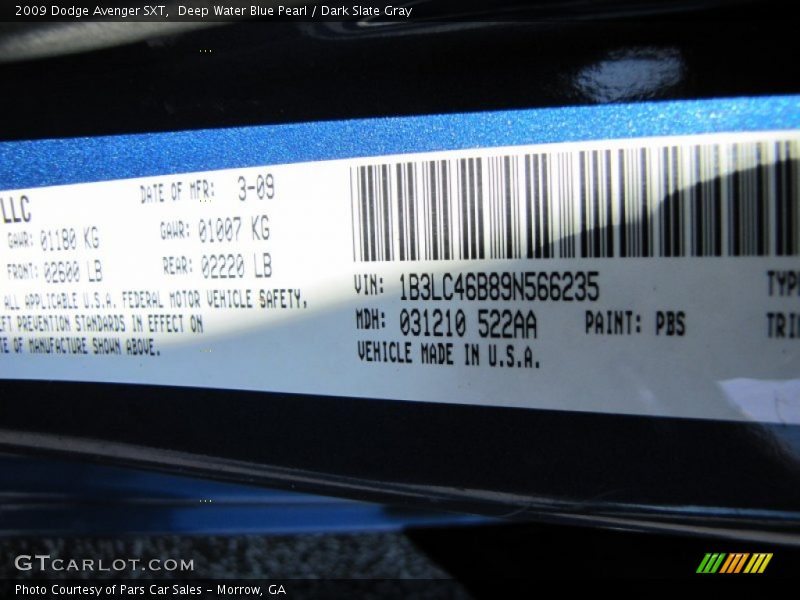 2009 Dodge Avenger SXT,  Deep Water Blue Pearl / Dark Slate Gray
LLC
DATE OF MFR: 3-09
GAWR: 01180 KG
GAWR: 01007 KG
FRONT: 02600 LB
REAR: 02220 LB
ALL APPLICABLE U.S.A. FEDERAL MOTOR VEHICLE SAFETY,
EFT PREVENTION STANDARDS IN EFFECT ON
TE OF MANUFACTURE SHOWN ABOVE.
VIN: 1B3LC46B89N566235
TYP
MDH: 031210 522AA
PAINT: PBS
TRI
VEHICLE MADE IN U.S.A.
GTCARLOT.COM
Photo Courtesy of Pars Car Sales - Morrow, GA